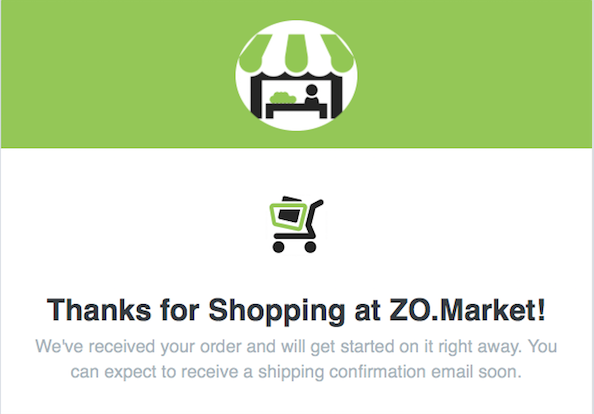 Thanks for Shopping at ZO.Market!
We've received your order and will get started on it right away. You
can expect to receive a shipping confirmation email soon.